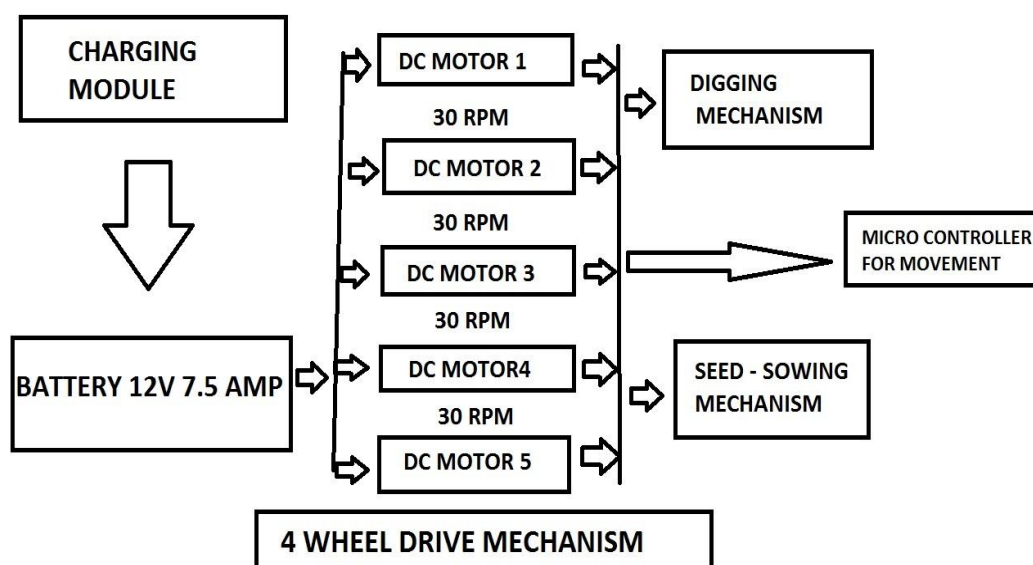 CHARGING
MODULE
BATTERY 12V 7.5 AMP
DC MOTOR 1
30 RPM
DC MOTOR 2
30 RPM
DC MOTOR 3
30 RPM
DC MOTOR4
30 RPM
DC MOTOR 5
DIGGING
MECHANISM
MICRO CONTROLLER
FOR MOVEMENT
SEED - SOWING
MECHANISM
4 WHEEL DRIVE MECHANISM